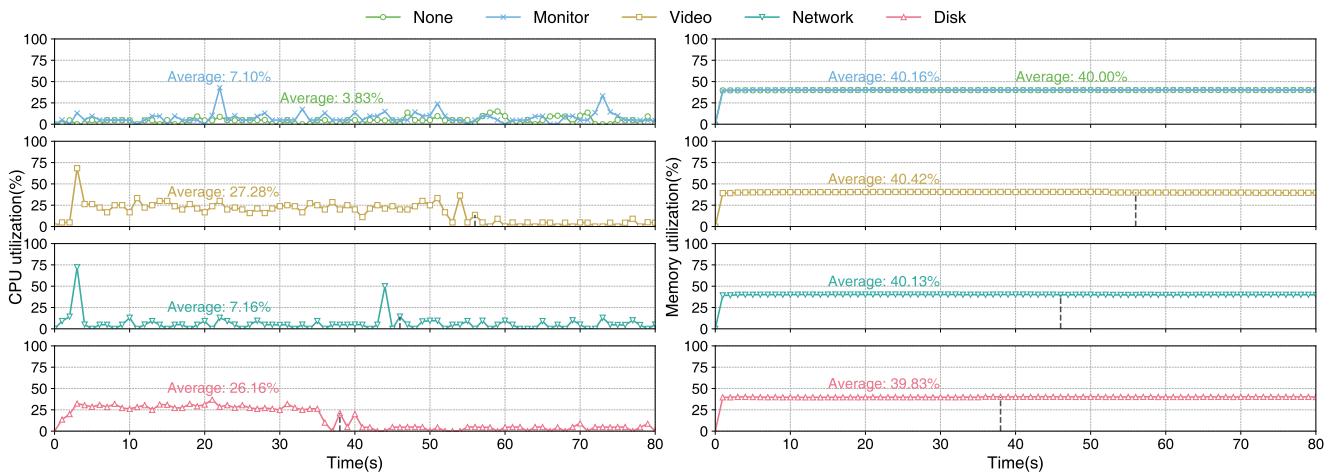 None Monitor Video Network Disk
CPU utilization(%)
100
75
50
25
0
Average: 7.10%
Average: 3.83%
100
75
50
25
0
Average: 27.28%
100
75
50
25
0
Average: 7.16%
100
75
50
25
0
Average: 26.16%
0 10 20 30 40 50 60 70 80
Time(s)
Memory utilization(%)
100
75
50
25
0
Average: 40.16% Average: 40.00%
100
75
50
25
0
Average: 40.42%
100
75
50
25
0
Average: 40.13%
100
75
50
25
0
Average: 39.83%
10 20 30 40 50 60 70 80
Time(s)